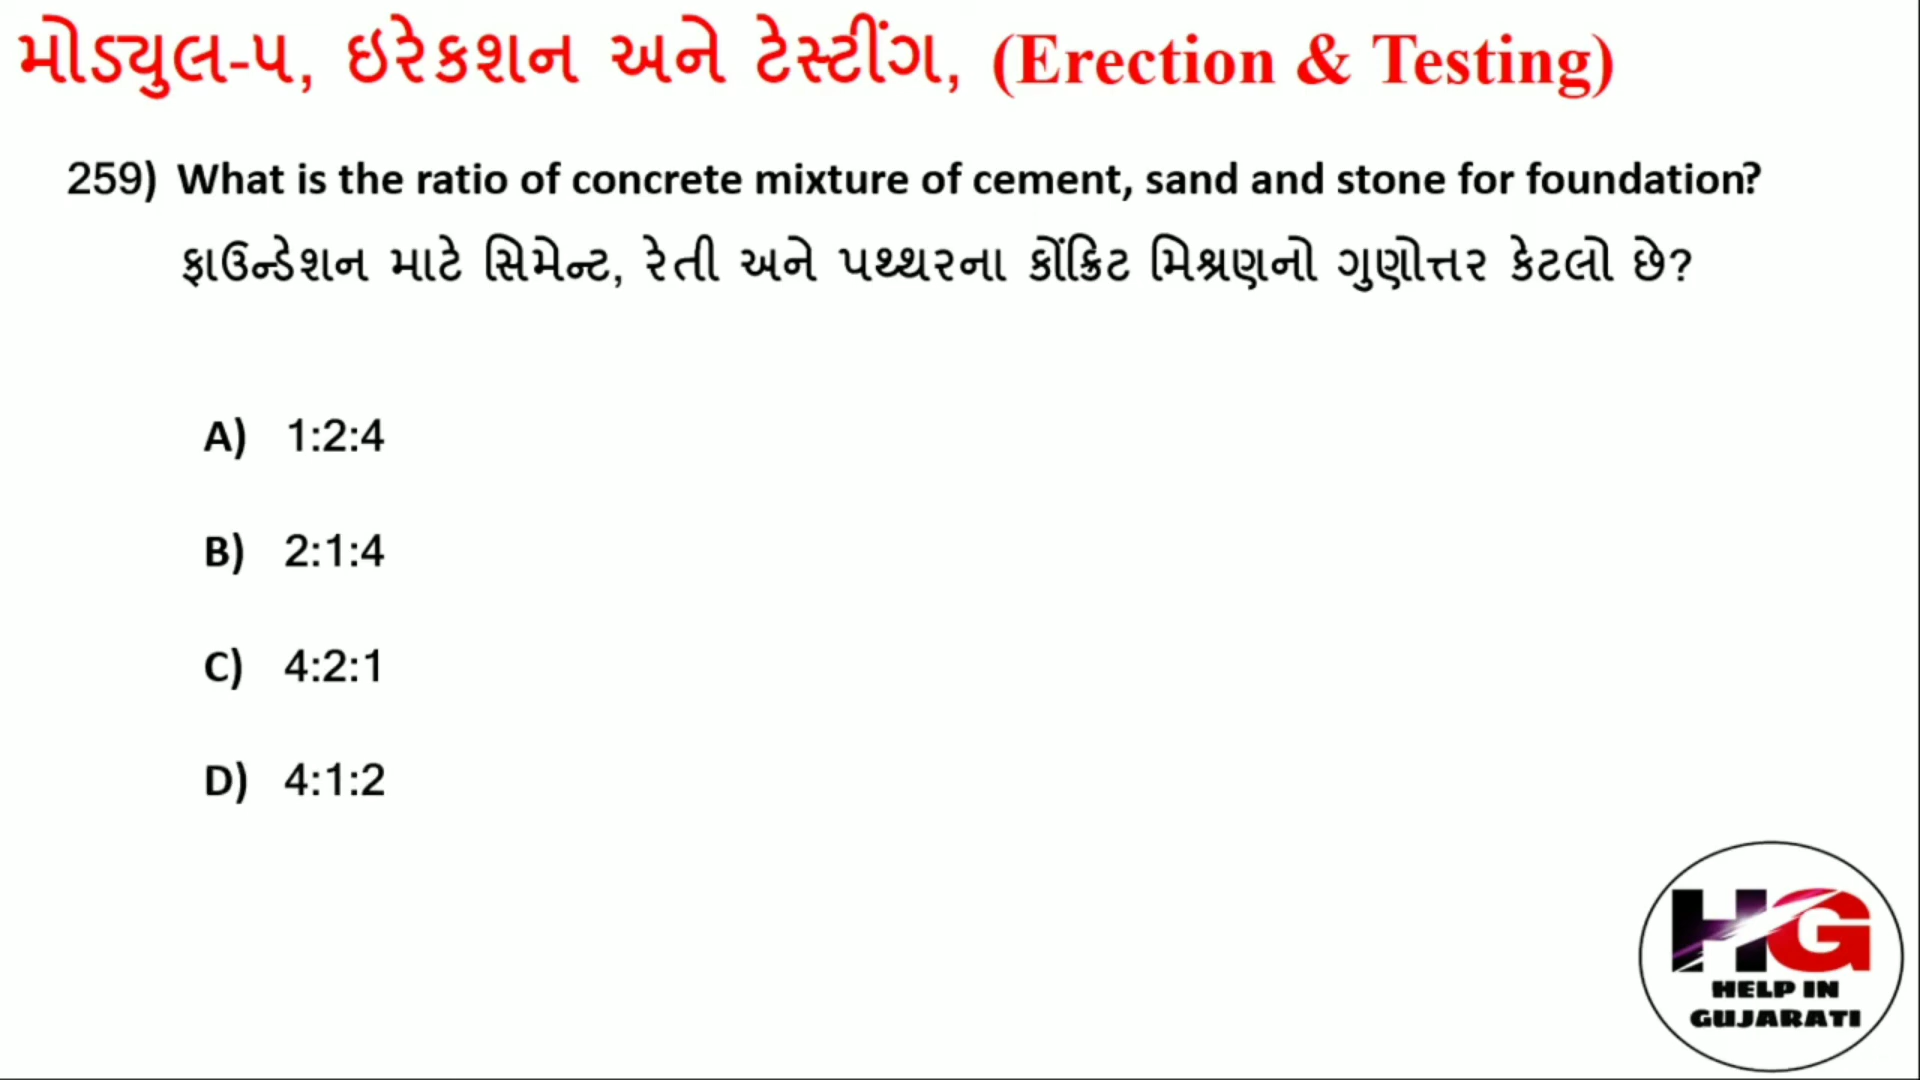 મોડ્યુલ-૫, ઇરેકશન અને ટેસ્ટીંગ, (Erection & Testing)
259) What is the ratio of concrete mixture of cement, sand and stone for foundation?
ફાઉન્ડેશન માટે સિમેન્ટ, રેતી અને પથ્થરના કોંક્રિટ મિશ્રણનો ગુણોત્તર કેટલો છે?
A) 1:2:4
B) 2:1:4
C) 4:2:1
D) 4:1:2
HG
HELP IN
GUJARATI